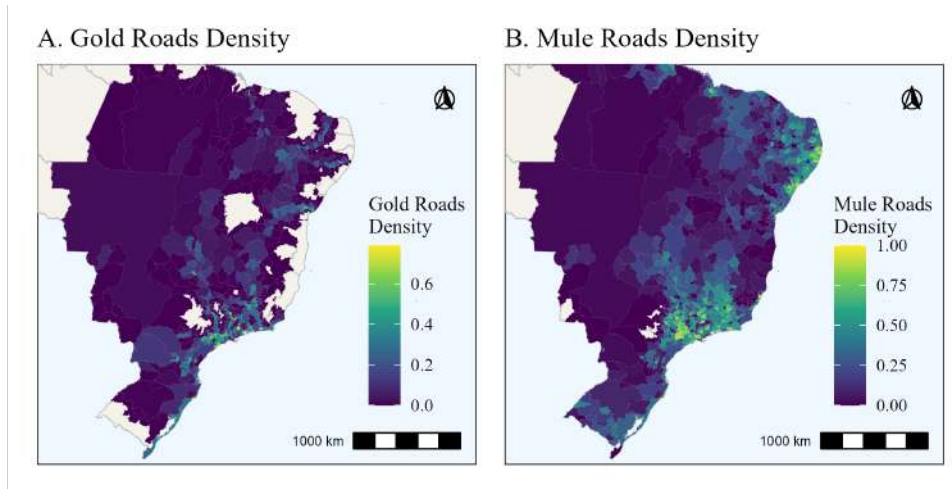 A. Gold Roads Density
B. Mule Roads Density
Gold Roads
Density
0.6
0.4
0.2
0.0
1000 km
Mule Roads
Density
1.00
0.75
0.50
0.25
0.00
1000 km